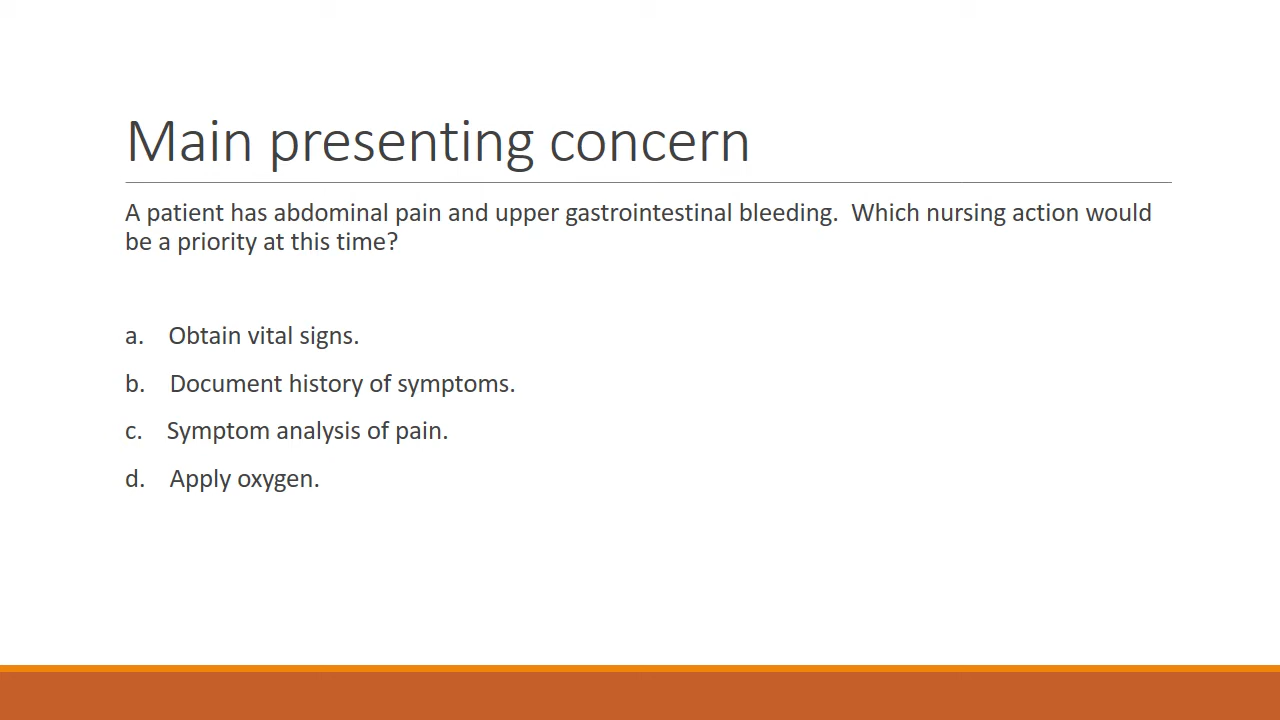 Main presenting concern
A patient has abdominal pain and upper gastrointestinal bleeding.  Which nursing action would
be a priority at this time?
a. Obtain vital signs.
b. Document history of symptoms.
c. Symptom analysis of pain.
d. Apply oxygen.